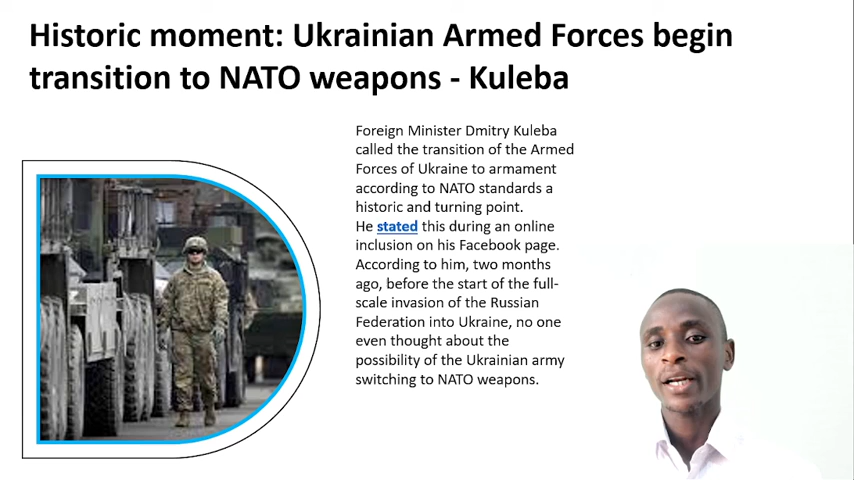 Historic moment: Ukrainian Armed Forces begin
transition to NATO weapons - Kuleba
Foreign Minister Dmitry Kuleba
called the transition of the Armed
Forces of Ukraine to armament
according to NATO standards a
historic and turning point.
He stated this during an online
inclusion on his Facebook page.
According to him, two months
ago, before the start of the full-
scale invasion of the Russian
Federation into Ukraine, no one
even thought about the
possibility of the Ukrainian army
switching to NATO weapons.